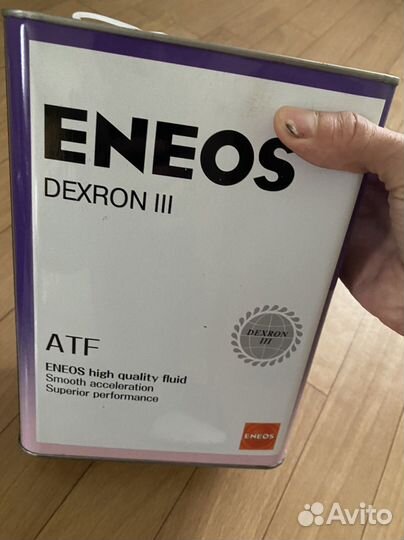 ENEOS
DEXRON III
DEXRON
III
ATF
ENEOS high quality fluid
Smooth acceleration
Superior performance
ENEOS
Avito